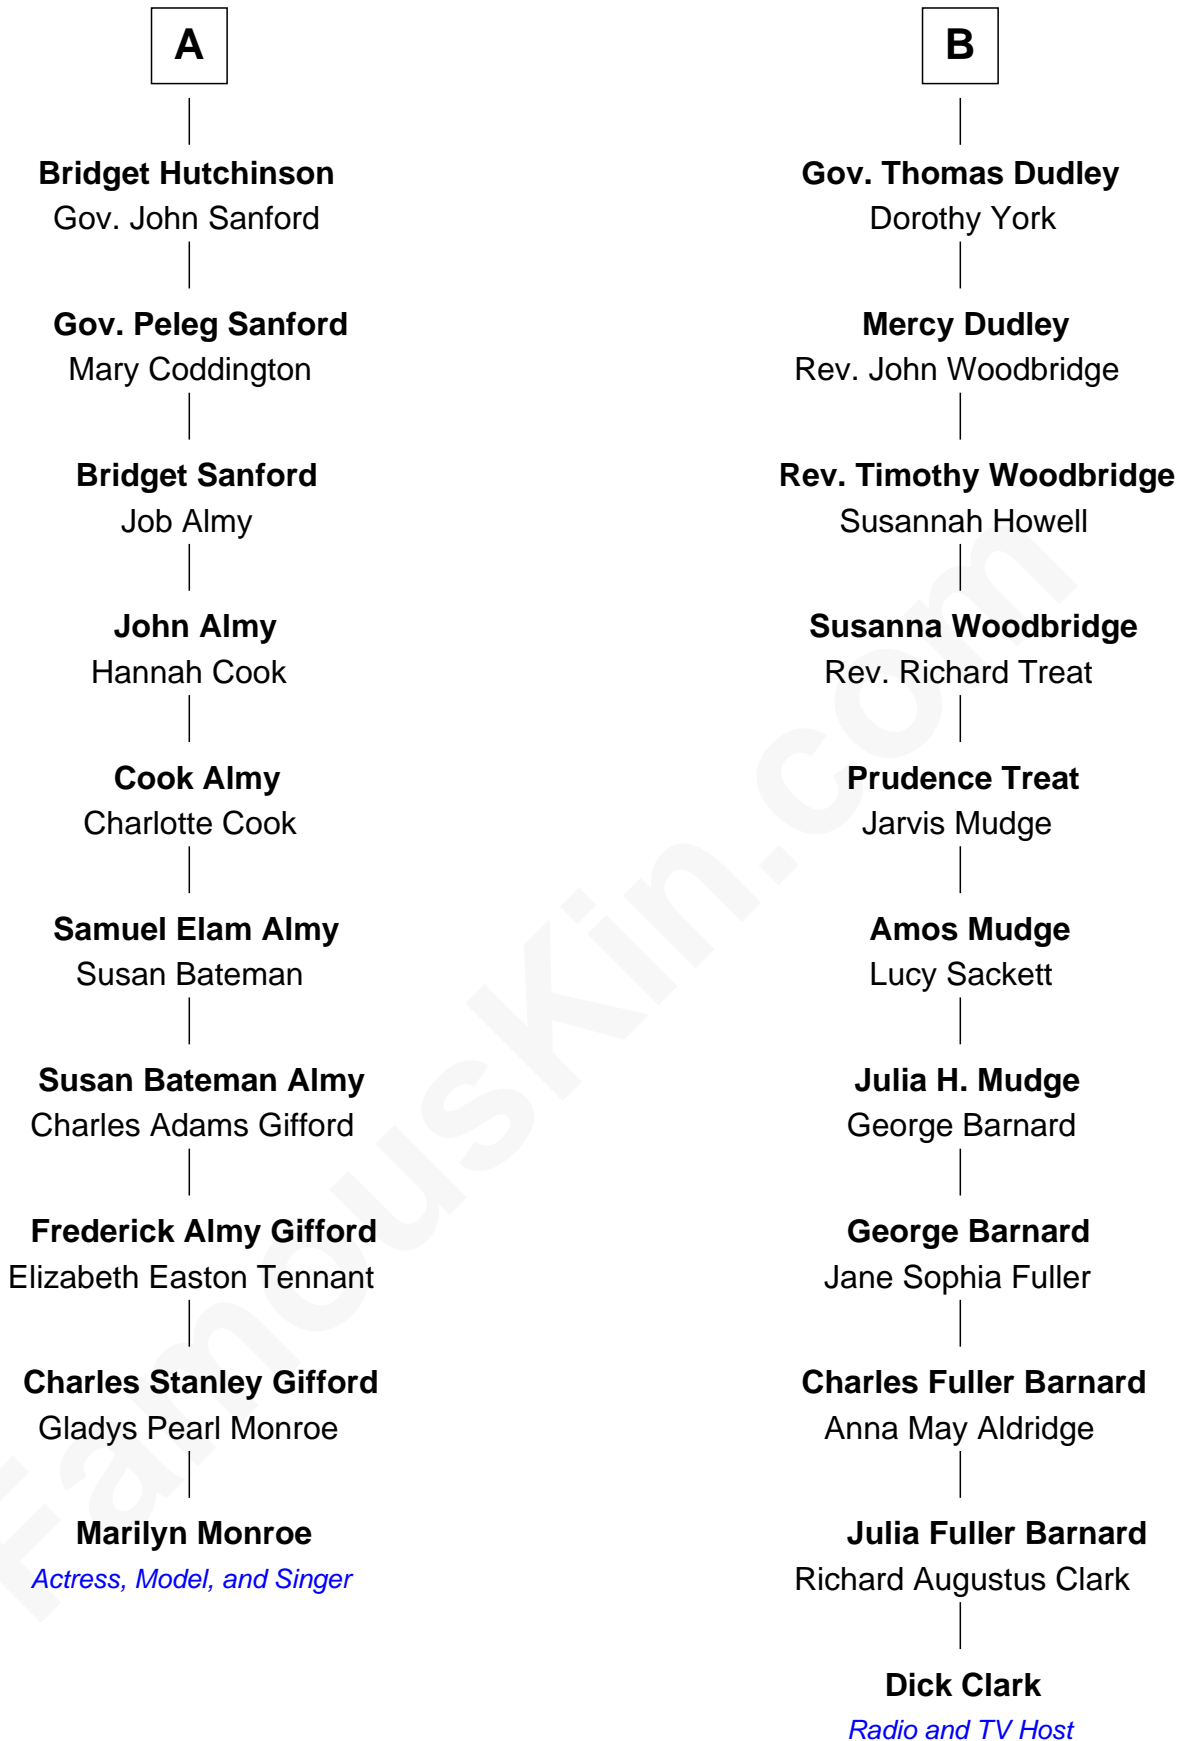 A
Bridget Hutchinson
Gov. John Sanford
Gov. Peleg Sanford
Mary Coddington
Bridget Sanford
Job Almy
John Almy
Hannah Cook
Cook Almy
Charlotte Cook
Samuel Elam Almy
Susan Bateman
Susan Bateman Almy
Charles Adams Gifford
Frederick Almy Gifford
Elizabeth Easton Tennant
Charles Stanley Gifford
Gladys Pearl Monroe
Marilyn Monroe
Actress, Model, and Singer
B
Gov. Thomas Dudley
Dorothy York
Mercy Dudley
Rev. John Woodbridge
Rev. Timothy Woodbridge
Susannah Howell
Susanna Woodbridge
Rev. Richard Treat
Prudence Treat
Jarvis Mudge
Amos Mudge
Lucy Sackett
Julia H. Mudge
George Barnard
George Barnard
Jane Sophia Fuller
Charles Fuller Barnard
Anna May Aldridge
Julia Fuller Barnard
Richard Augustus Clark
Dick Clark
Radio and TV Host
FamousKin.com